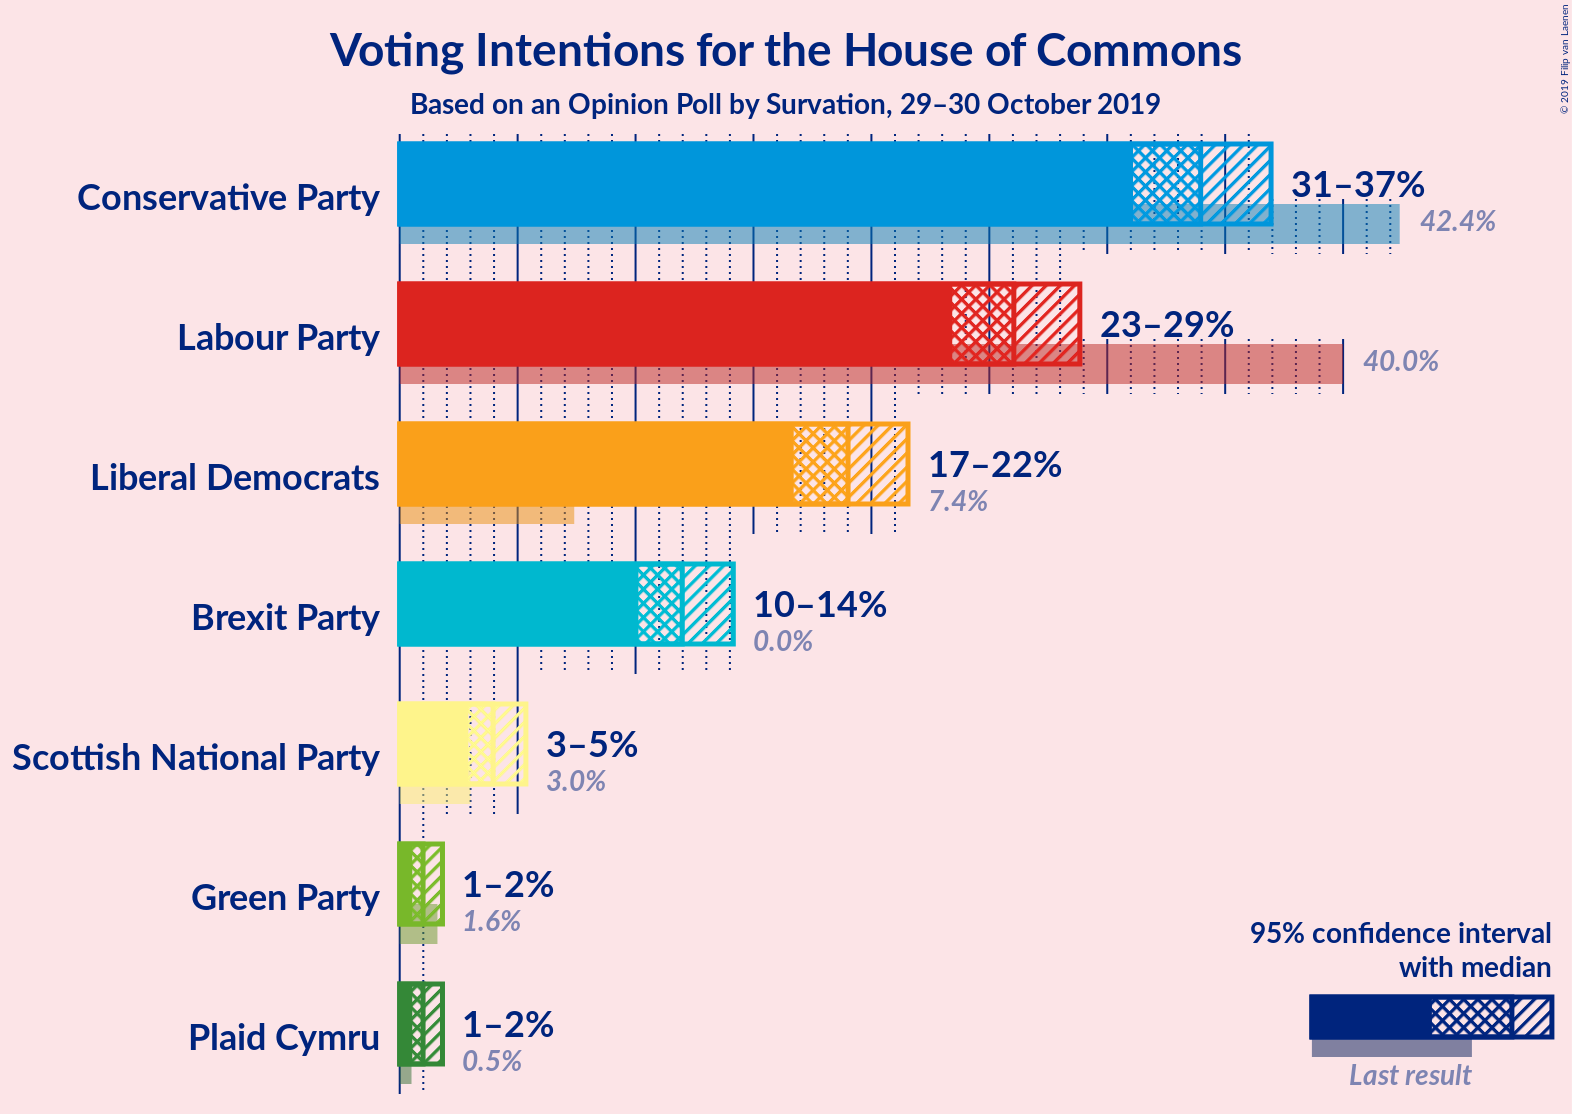 Voting Intentions for the House of Commons
Based on an Opinion Poll by Survation, 29–30 October 2019
© 2019 Filip van Laenen
Conservative Party
31–37%
42.4%
Labour Party
23–29%
40.0%
Liberal Democrats
17–22%
7.4%
Brexit Party
10–14%
0.0%
Scottish National Party
3–5%
3.0%
Green Party
1–2%
1.6%
Plaid Cymru
1–2%
0.5%
95% confidence interval
with median
Last result